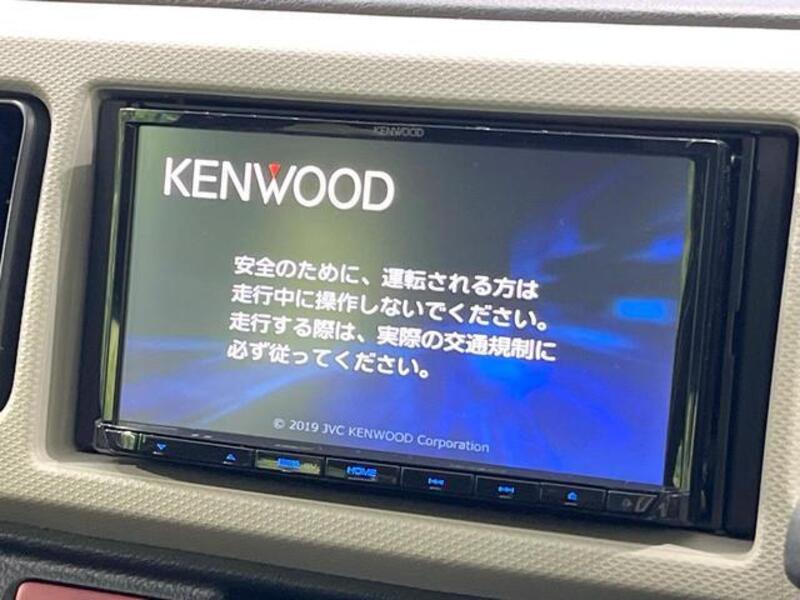 KENWOOD
KENWOOD
安全のために、運転される方は
走行中に操作しないでください。
走行する際は、実際の交通規制に
必ず従ってください。
© 2019 JVC KENWOOD Corporation
HOME